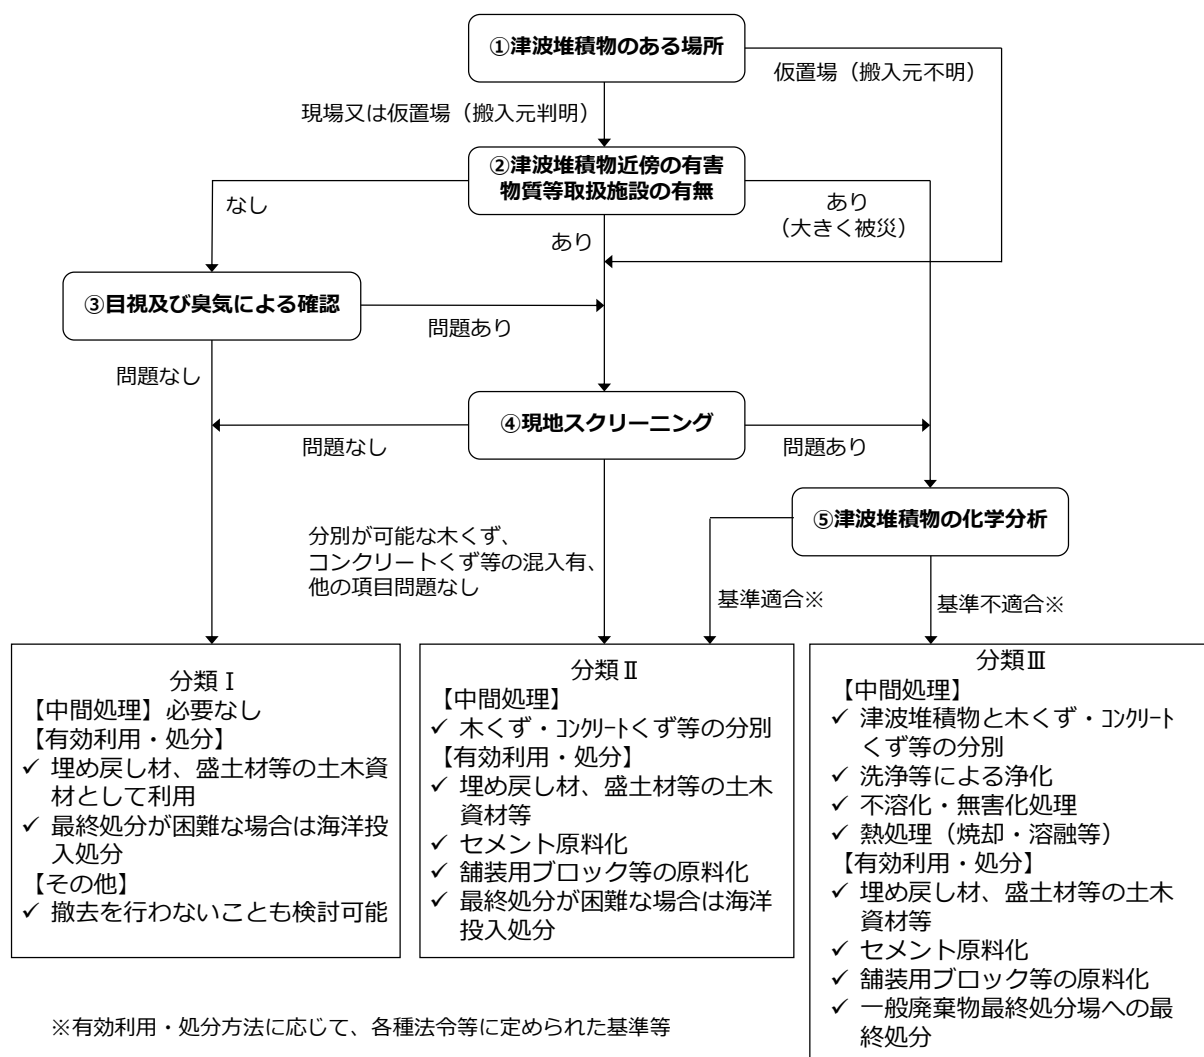 ①津波堆積物のある場所
仮置場（搬入元不明）
現場又は仮置場（搬入元判明）
②津波堆積物近傍の有害
物質等取扱施設の有無
なし
あり
（大きく被災）
あり
③目視及び臭気による確認
問題あり
問題なし
④現地スクリーニング
問題なし
問題あり
⑤津波堆積物の化学分析
分別が可能な木くず、
コンクリートくず等の混入有、
他の項目問題なし
基準適合※
基準不適合※
分類Ⅰ
【中間処理】必要なし
【有効利用・処分】
✓ 埋め戻し材、盛土材等の土木資
材として利用
✓ 最終処分が困難な場合は海洋投
入処分
【その他】
✓ 撤去を行わないことも検討可能
分類Ⅱ
【中間処理】
✓ 木くず・ｺﾝｸﾘｰﾄくず等の分別
【有効利用・処分】
✓ 埋め戻し材、盛土材等の土木
資材等
✓ セメント原料化
✓ 舗装用ブロック等の原料化
✓ 最終処分が困難な場合は海洋
投入処分
分類Ⅲ
【中間処理】
✓ 津波堆積物と木くず・ｺﾝｸﾘｰﾄ
くず等の分別
✓ 洗浄等による浄化
✓ 不溶化・無害化処理
✓ 熱処理（焼却・溶融等）
【有効利用・処分】
✓ 埋め戻し材、盛土材等の土木
資材等
✓ セメント原料化
✓ 舗装用ブロック等の原料化
✓ 一般廃棄物最終処分場への最
終処分
※有効利用・処分方法に応じて、各種法令等に定められた基準等